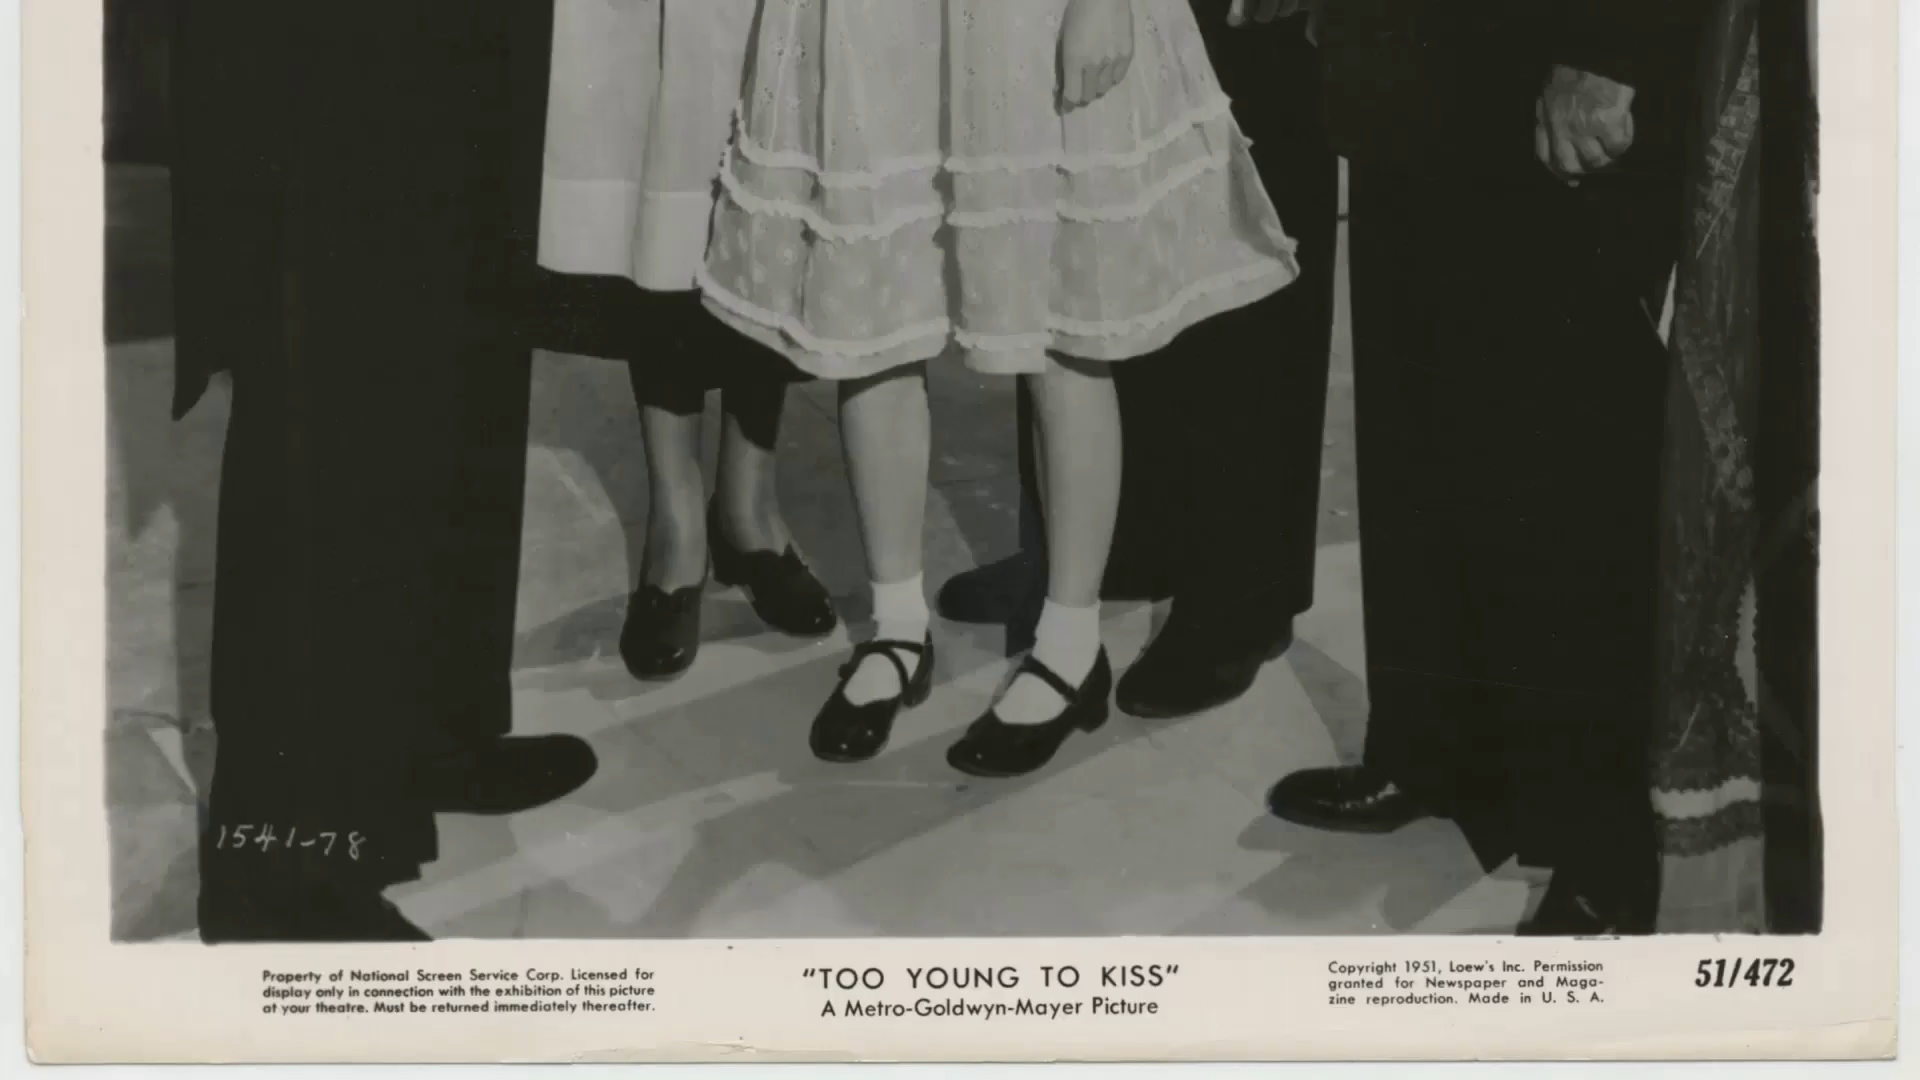 1541-78
Property of National Screen Service Corp. Licensed for
display only in connection with the exhibition of this picture
at your theatre. Must be returned immediately thereafter.
"TOO YOUNG TO KISS"
A Metro-Goldwyn-Mayer Picture
Copyright 1951, Loew's Inc. Permission
granted for Newspaper and Maga-
zine reproduction. Made in U. S. A.
51/472